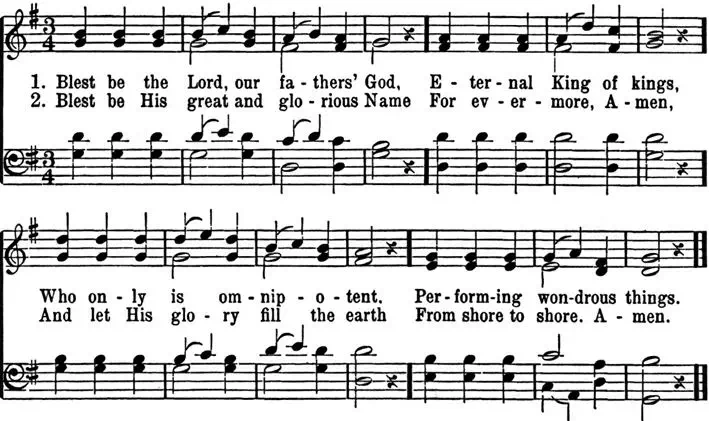 1. Blest be the Lord, our fa - thers' God, E - ter - nal King of kings,
2. Blest be His great and glo - rious Name For ev - er - more, A - men,
Who on - ly is om - nip - o - tent, Per - form - ing won - drous things.
And let His glo - ry fill the earth From shore to shore. A - men.